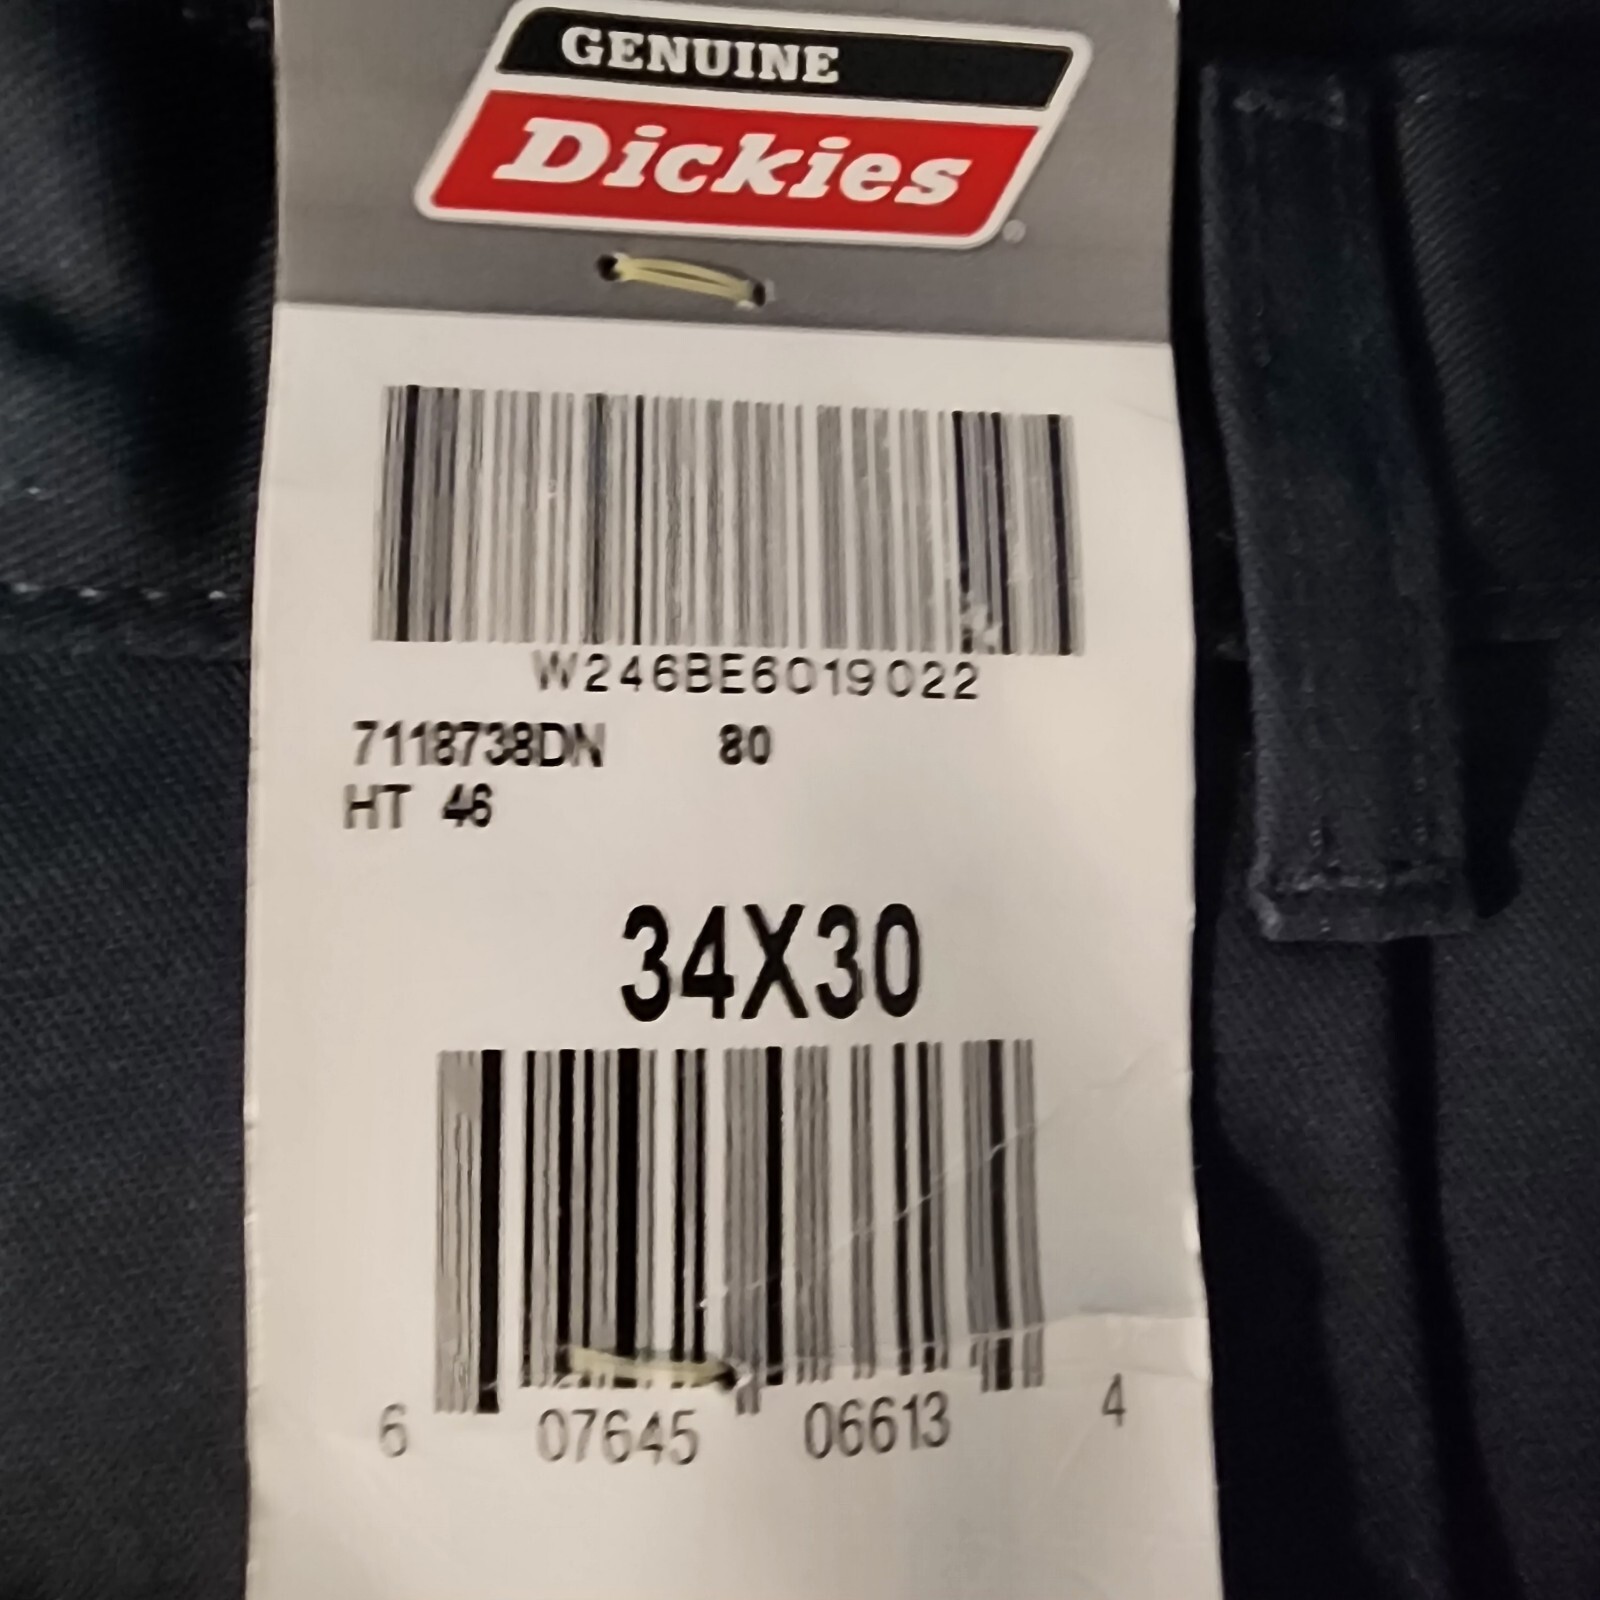 GENUINE
Dickies
W246BE6019022
7118738DN 80
HT 46
34X30
6 07645 06613 4